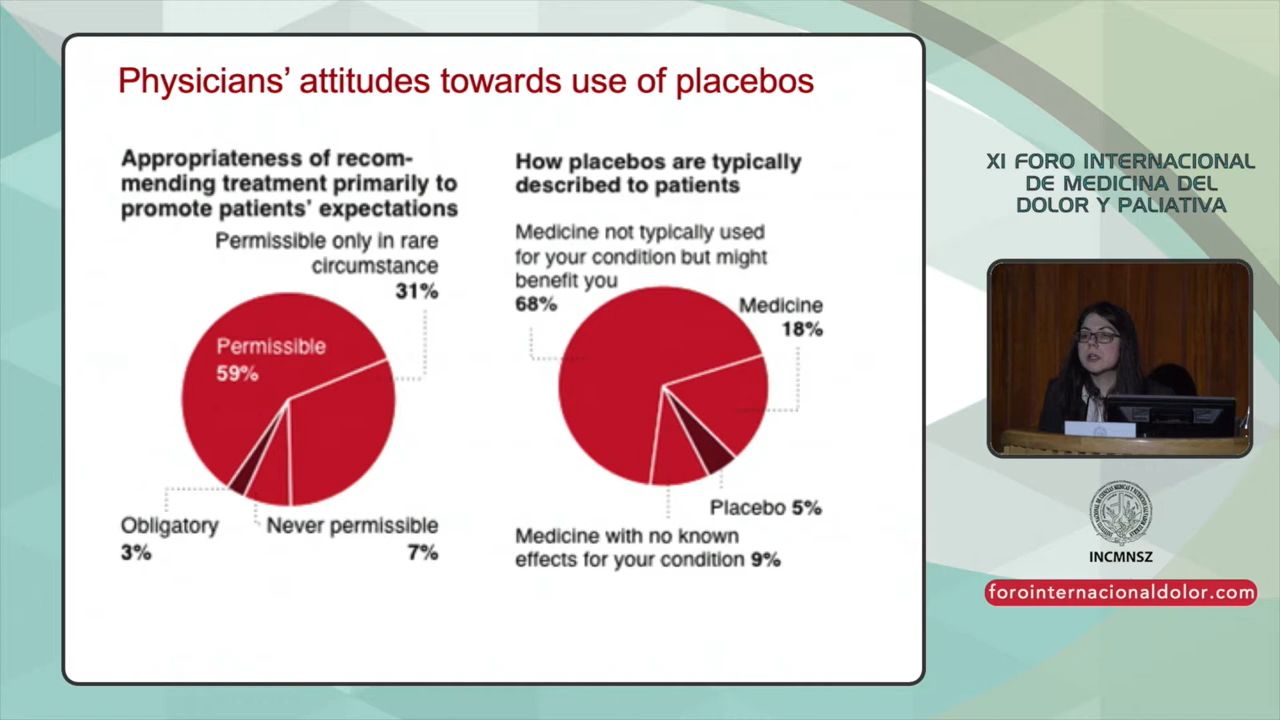 Physicians’ attitudes towards use of placebos
Appropriateness of recom-
mending treatment primarily to
promote patients’ expectations
Permissible only in rare
circumstance
31%
Permissible
59%
Obligatory
3%
Never permissible
7%
How placebos are typically
described to patients
Medicine not typically used
for your condition but might
benefit you
68%
Medicine
18%
Placebo 5%
Medicine with no known
effects for your condition 9%
XI FORO INTERNACIONAL
DE MEDICINA DEL
DOLOR Y PALIATIVA
INCMNSZ
forointernacionaldolor.com